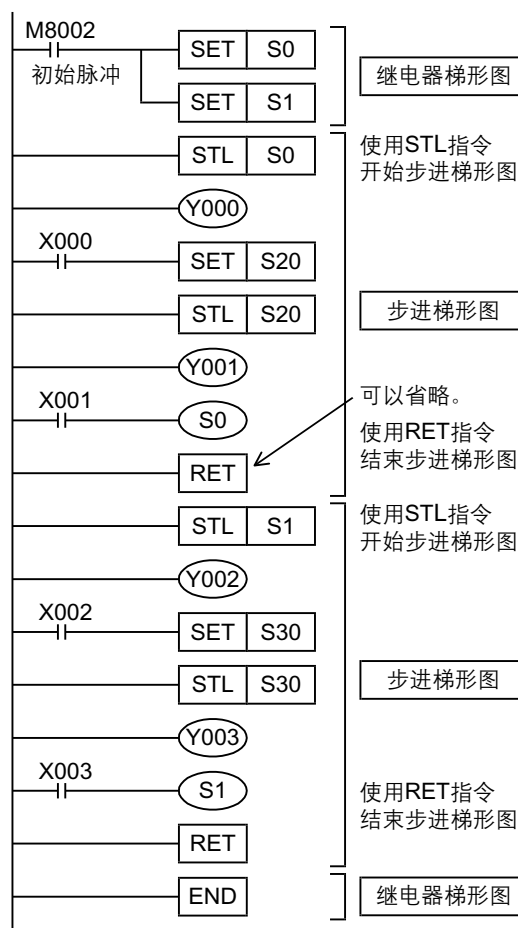 M8002
初始脉冲
SET S0
SET S1
继电器梯形图
STL S0
使用STL指令
开始步进梯形图
Y000
X000
SET S20
STL S20
步进梯形图
Y001
X001
S0
可以省略。
使用RET指令
结束步进梯形图
RET
STL S1
使用STL指令
开始步进梯形图
Y002
X002
SET S30
STL S30
步进梯形图
Y003
X003
S1
使用RET指令
结束步进梯形图
RET
END
继电器梯形图